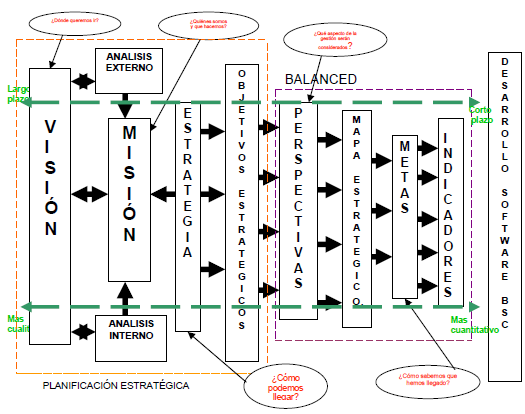 ¿Dónde queremos ir?
¿Quiénes somos
y que hacemos?
¿Qué aspecto de la
gestión serán
considerados ?
ANALISIS
EXTERNO
BALANCED
Largo
plazo
Corto
plazo
VISIÓN
MISIÓN
ESTRATEGIA
OBJETIVOS ESTRATEGICOS
PERSPECTIVAS
MAPA ESTRATEGICO
METAS
INDICADORES
DESARROLLO SOFTWARE BSC
Mas
cualit
Mas
cuantitativo
ANALISIS
INTERNO
¿Cómo
podemos
llegar?
¿Cómo sabemos que
hemos llegado?
PLANIFICACIÓN ESTRATÉGICA